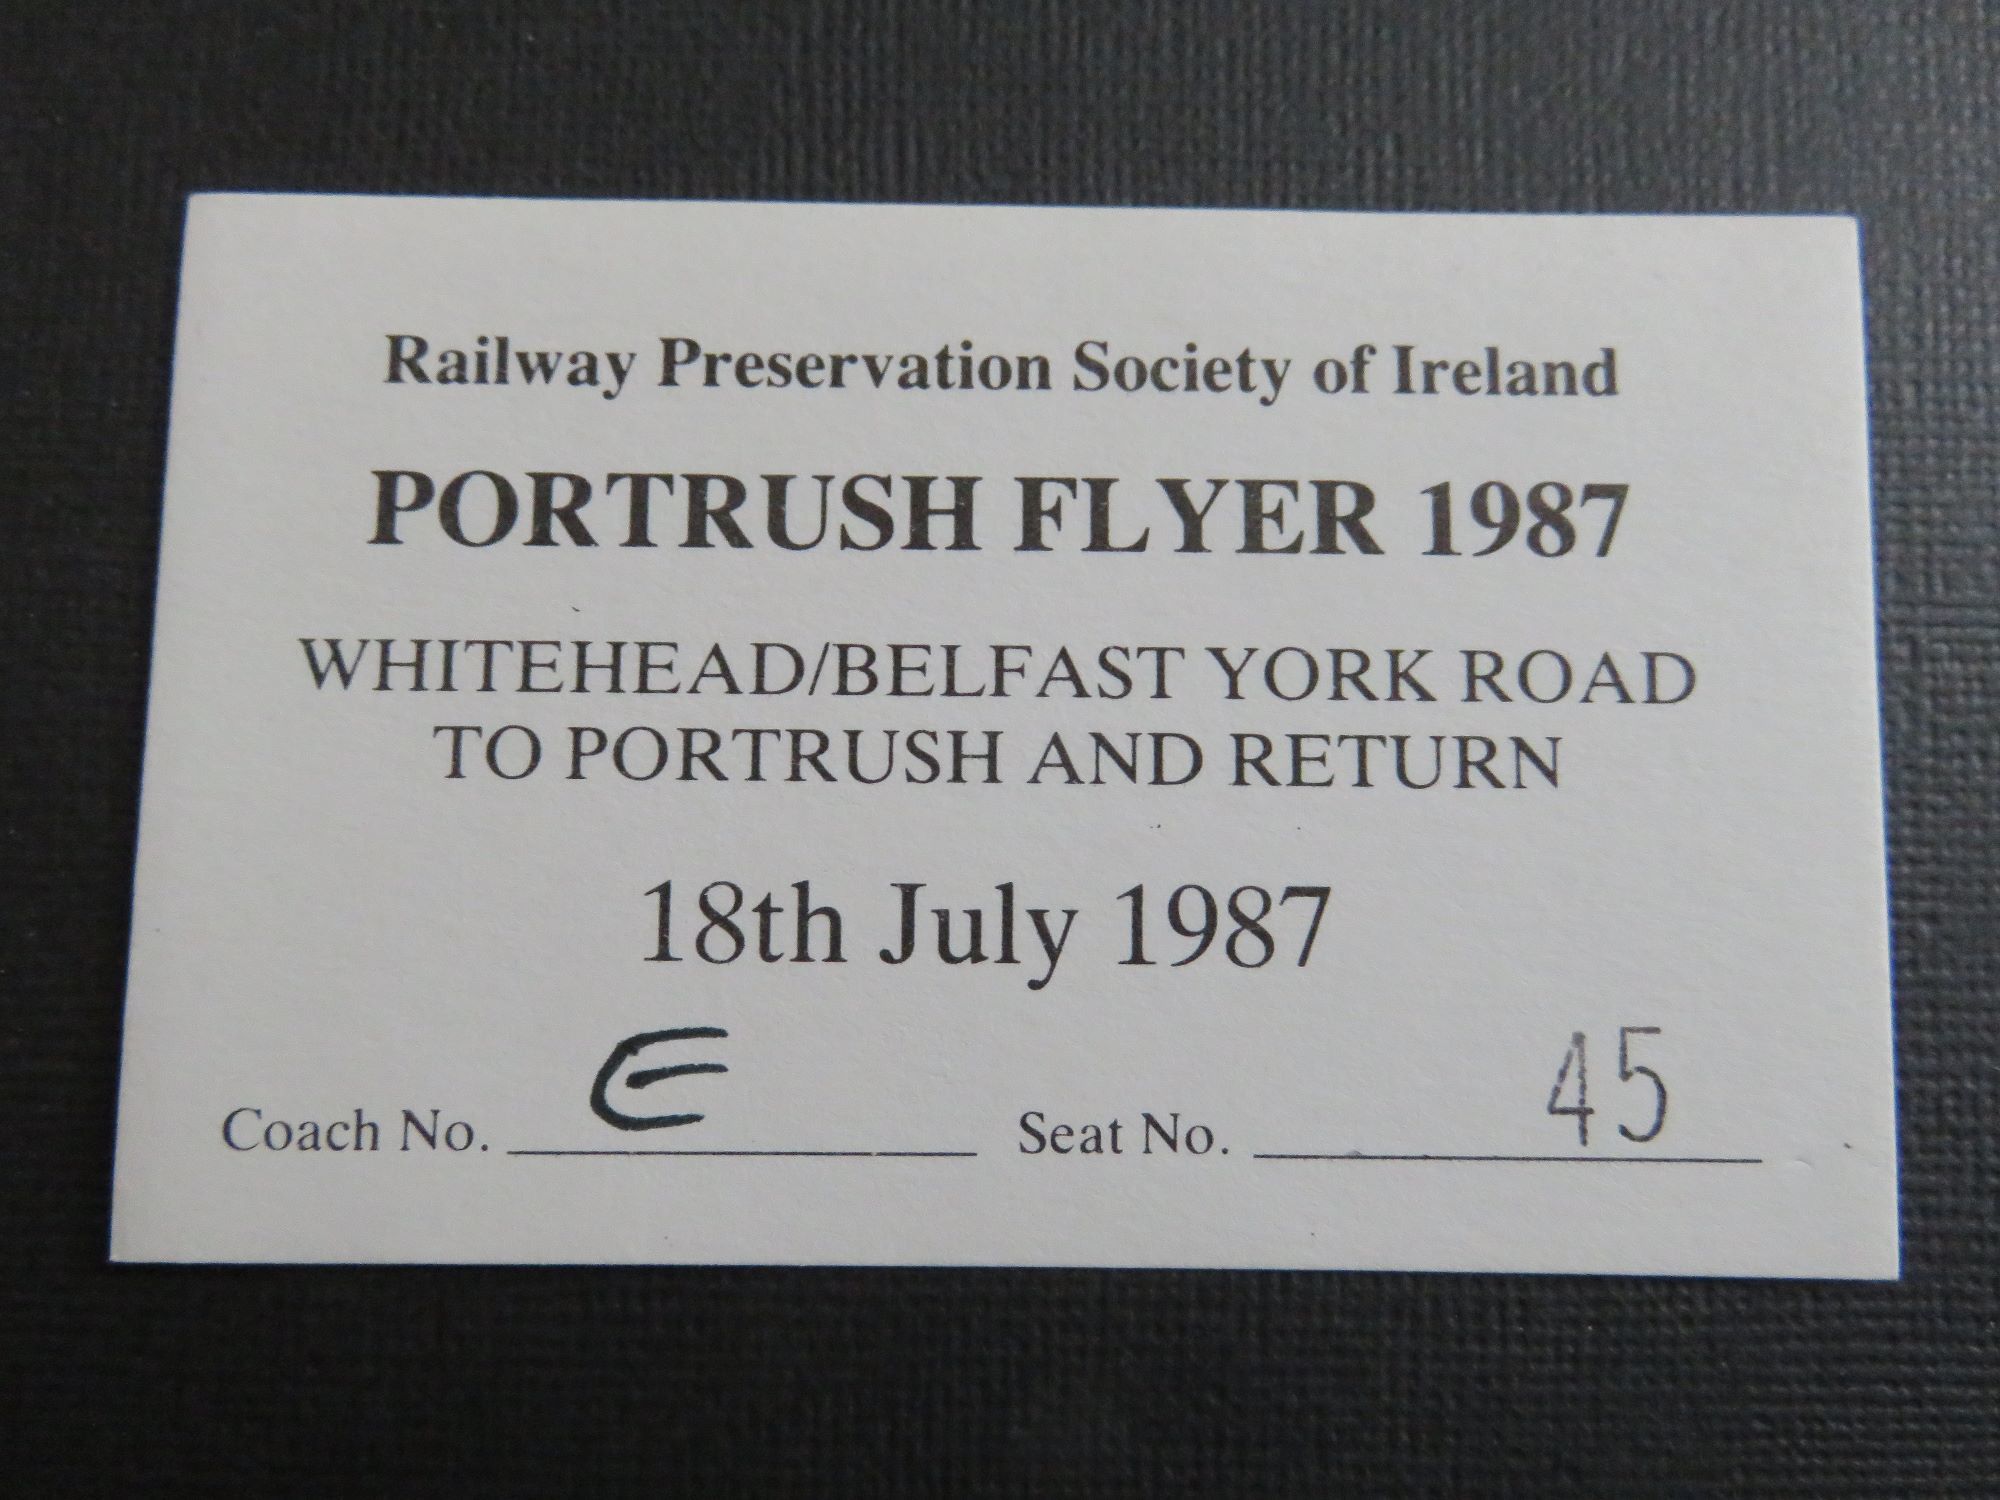 Railway Preservation Society of Ireland
PORTRUSH FLYER 1987
WHITEHEAD/BELFAST YORK ROAD
TO PORTRUSH AND RETURN
18th July 1987
Coach No. E Seat No. 45